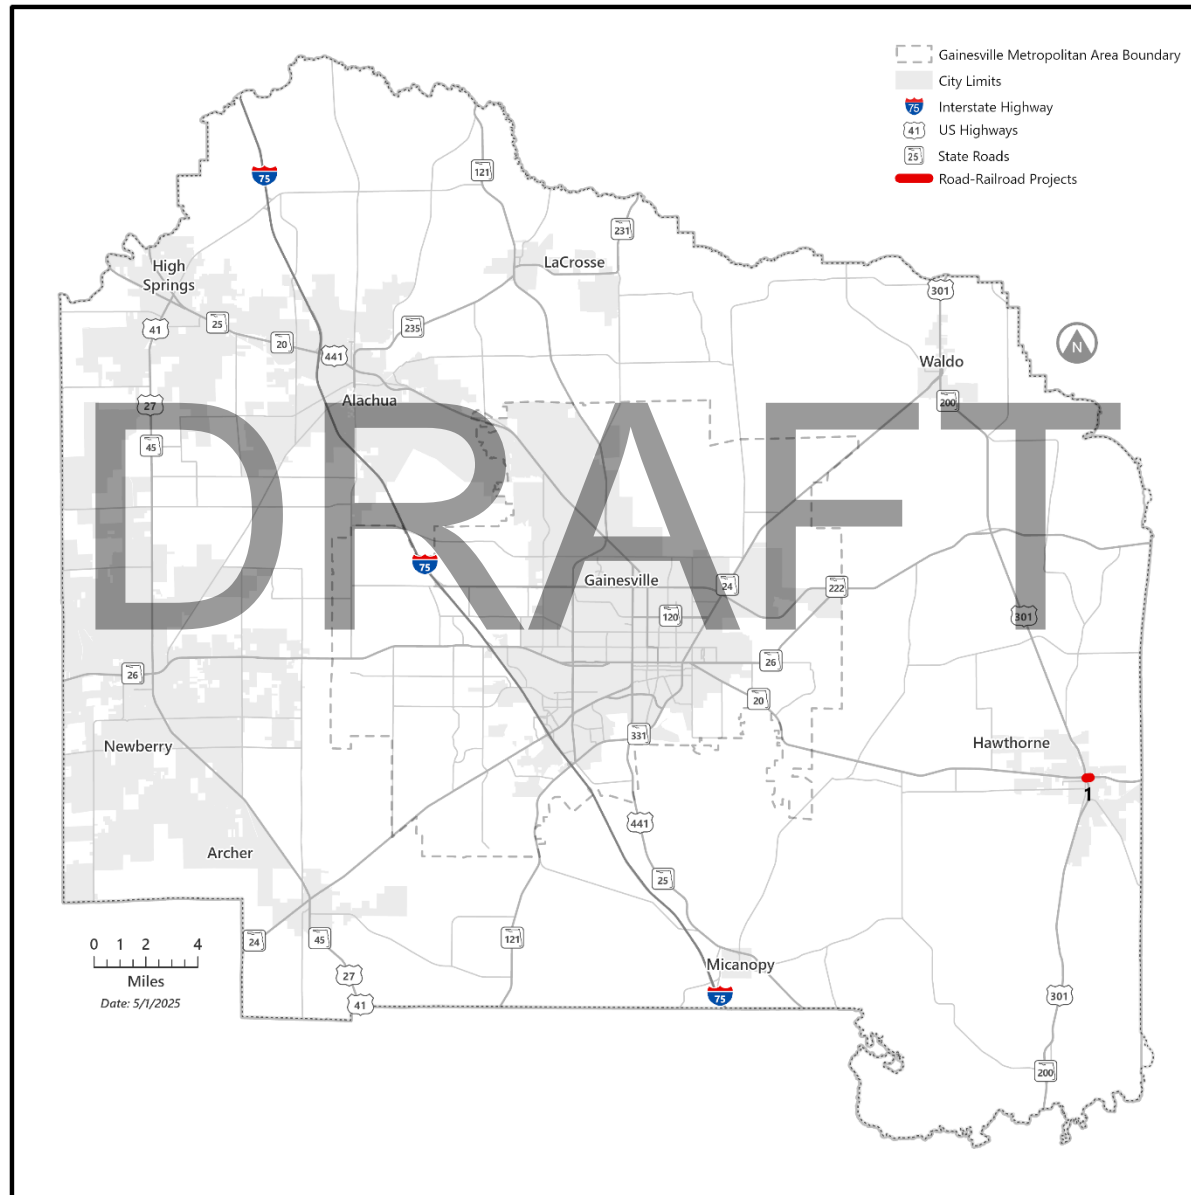 Gainesville Metropolitan Area Boundary
City Limits
75 Interstate Highway
41 US Highways
25 State Roads
Road-Railroad Projects
75
121
231
LaCrosse
High
Springs
301
41
25
20
235
441
N
Waldo
27
Alachua
200
45
DRAFT
75
Gainesville
24
222
120
301
26
26
20
331
Newberry
Hawthorne
1
441
Archer
25
24
45
121
0 1 2 4
Miles
Date: 5/1/2025
27
41
Micanopy
75
301
200